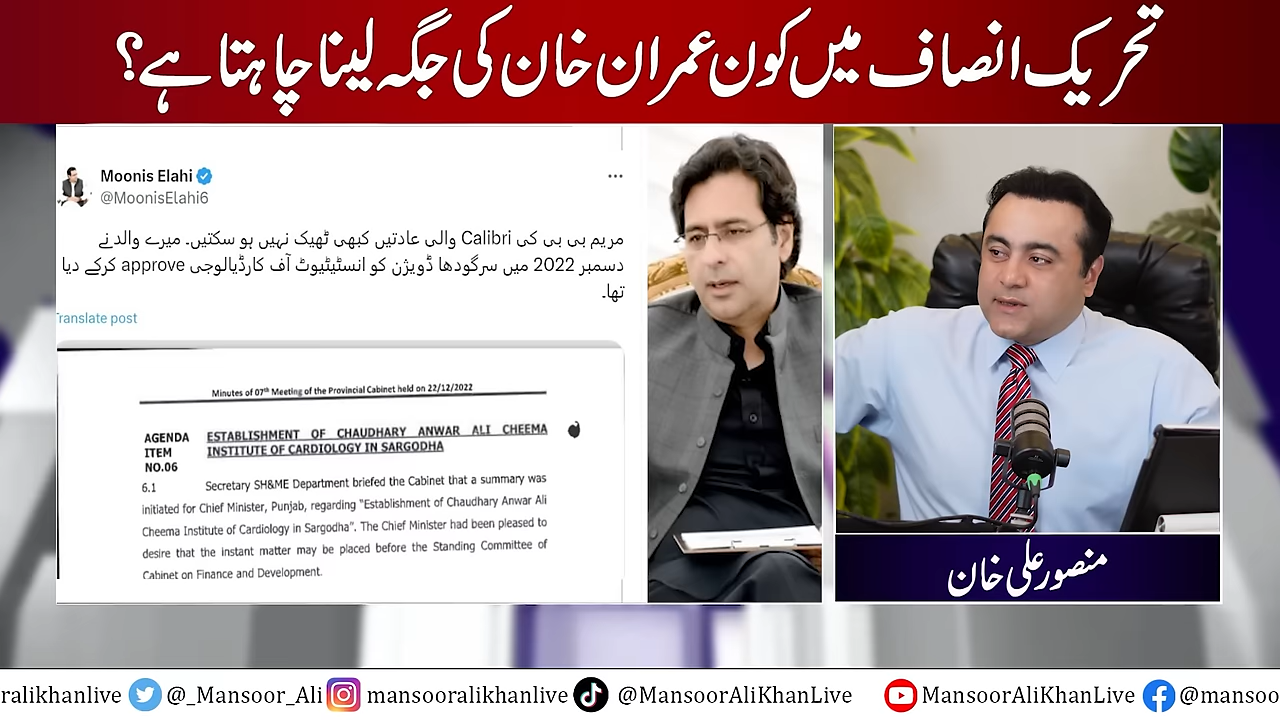 تحریک انصاف میں کون عمران خان کی جگہ لینا چاہتا ہے؟
Moonis Elahi
@MoonisElahi6
مریم بی بی کی Calibri والی عادتیں کبھی ٹھیک نہیں ہو سکتیں۔ میرے والد نے
دسمبر 2022 میں سرگودھا ڈویژن کو انسٹیٹیوٹ آف کارڈیالوجی approve کرکے دیا
تھا۔
Translate post
Minutes of 07th Meeting of the Provincial Cabinet held on 22/12/2022
AGENDA ITEM NO.06
ESTABLISHMENT OF CHAUDHARY ANWAR ALI CHEEMA
INSTITUTE OF CARDIOLOGY IN SARGODHA
6.1 Secretary SH&ME Department briefed the Cabinet that a summary was
initiated for Chief Minister, Punjab, regarding "Establishment of Chaudhary Anwar Ali
Cheema Institute of Cardiology in Sargodha". The Chief Minister had been pleased to
desire that the instant matter may be placed before the Standing Committee of
Cabinet on Finance and Development.
منصور علی خان
ralikhanlive @_Mansoor_Ali mansooralikhanlive @MansoorAliKhanLive MansoorAliKhanLive @mansoo